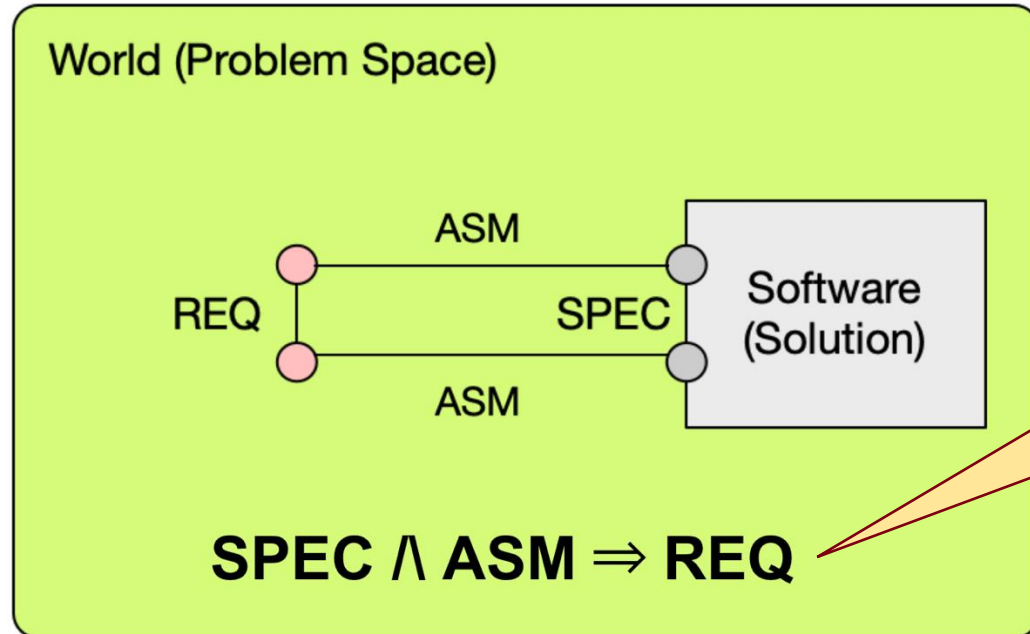 World (Problem Space)
ASM
REQ
SPEC
Software
(Solution)
ASM
SPEC /\ ASM ⇒ REQ